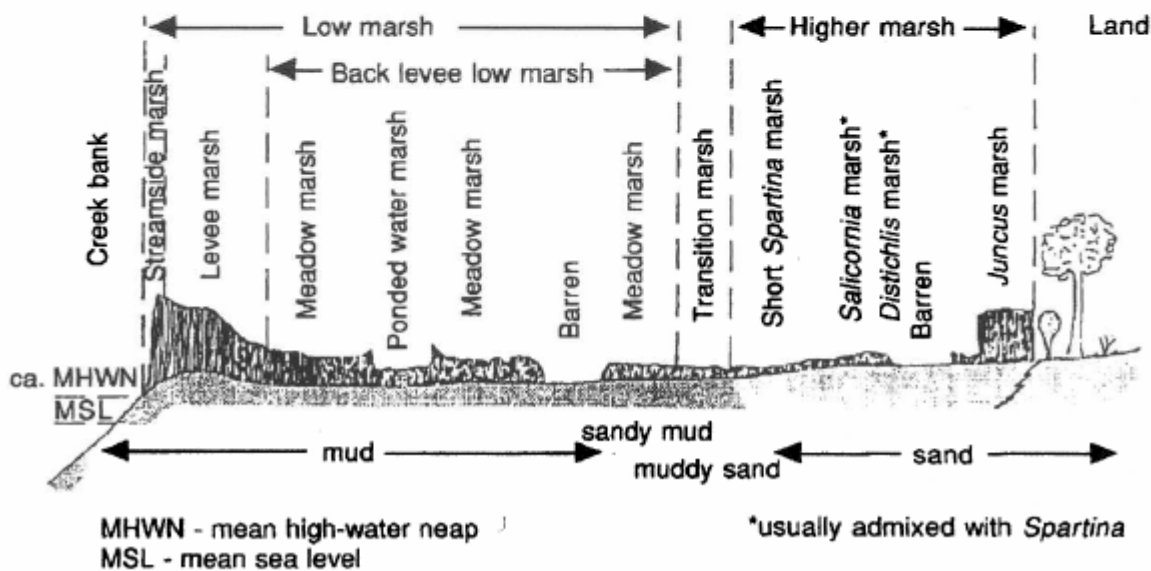 Low marsh
Higher marsh
Land
Back levee low marsh
Creek bank
Streamside marsh
Levee marsh
Meadow marsh
Ponded water marsh
Meadow marsh
Barren
Meadow marsh
Transition marsh
Short Spartina marsh
Salicornia marsh*
Distichlis marsh*
Barren
Juncus marsh
ca. MHWN
MSL
mud
sandy mud
muddy sand
sand
MHWN - mean high-water neap
MSL - mean sea level
*usually admixed with Spartina